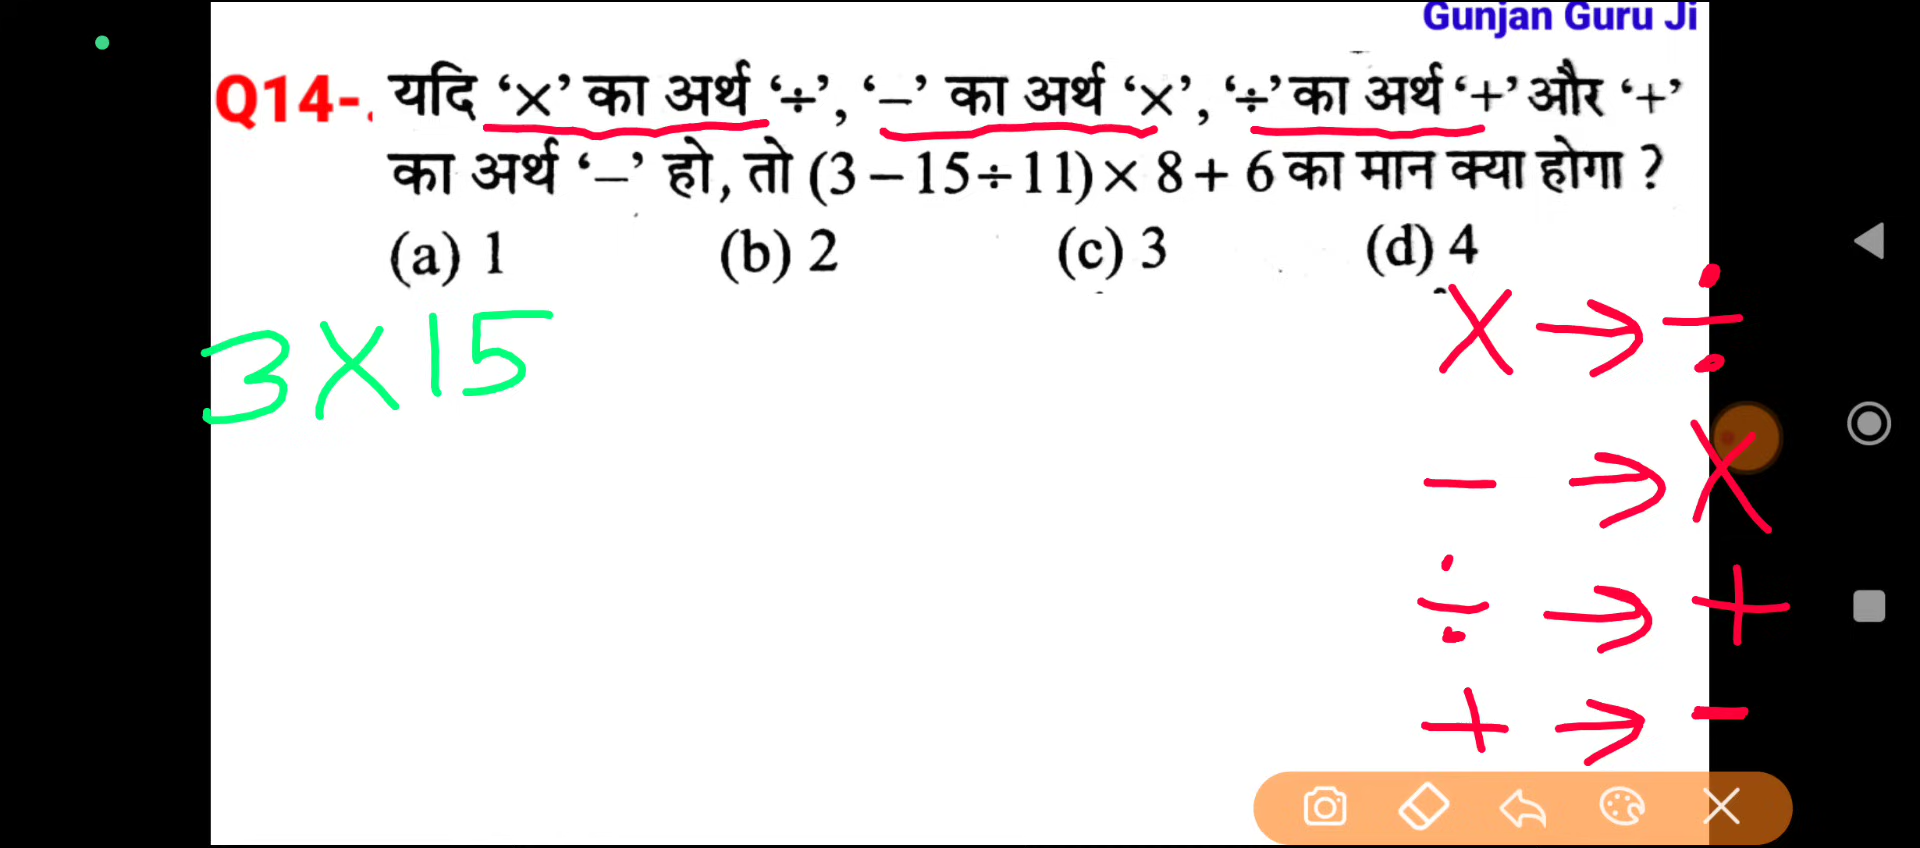 Gunjan Guru Ji
Q14-. यदि ‘×’ का अर्थ ‘÷’, ‘–’ का अर्थ ‘×’, ‘÷’ का अर्थ ‘+’ और ‘+’
का अर्थ ‘–’ हो, तो (3 – 15 ÷ 11) × 8 + 6 का मान क्या होगा ?
(a) 1 (b) 2 (c) 3 (d) 4
3 × 15
× → ÷
– → ×
÷ → +
+ → -